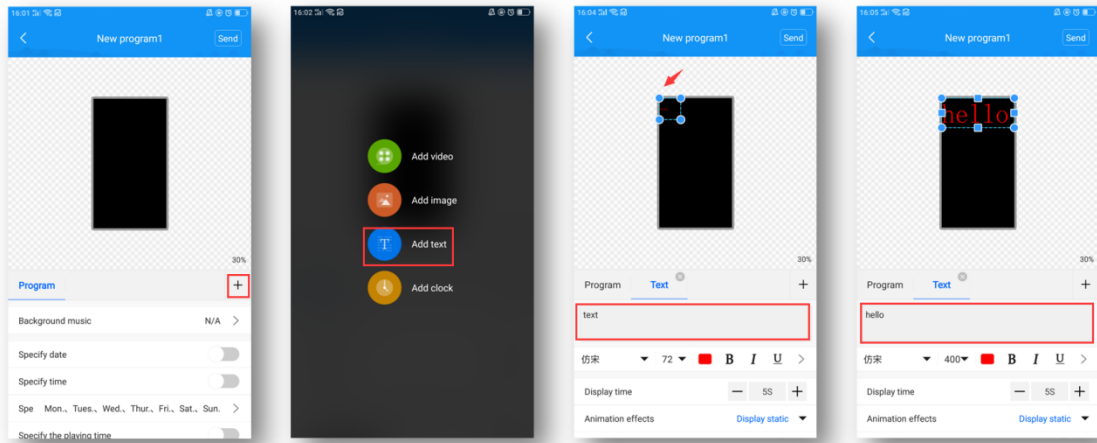 16:01
New program1
Send
30%
Program
+
Background music N/A >
Specify date
Specify time
Spe Mon.、Tues.、Wed.、Thur.、Fri.、Sat.、Sun. >
Specify the playing time
16:02
Add video
Add image
T Add text
Add clock
16:04
New program1
Send
30%
Program Text +
text
仿宋 72 B I U >
Display time — 5S +
Animation effects Display static
16:05
New program1
Send
hello
30%
Program Text +
hello
仿宋 400 B I U >
Display time — 5S +
Animation effects Display static